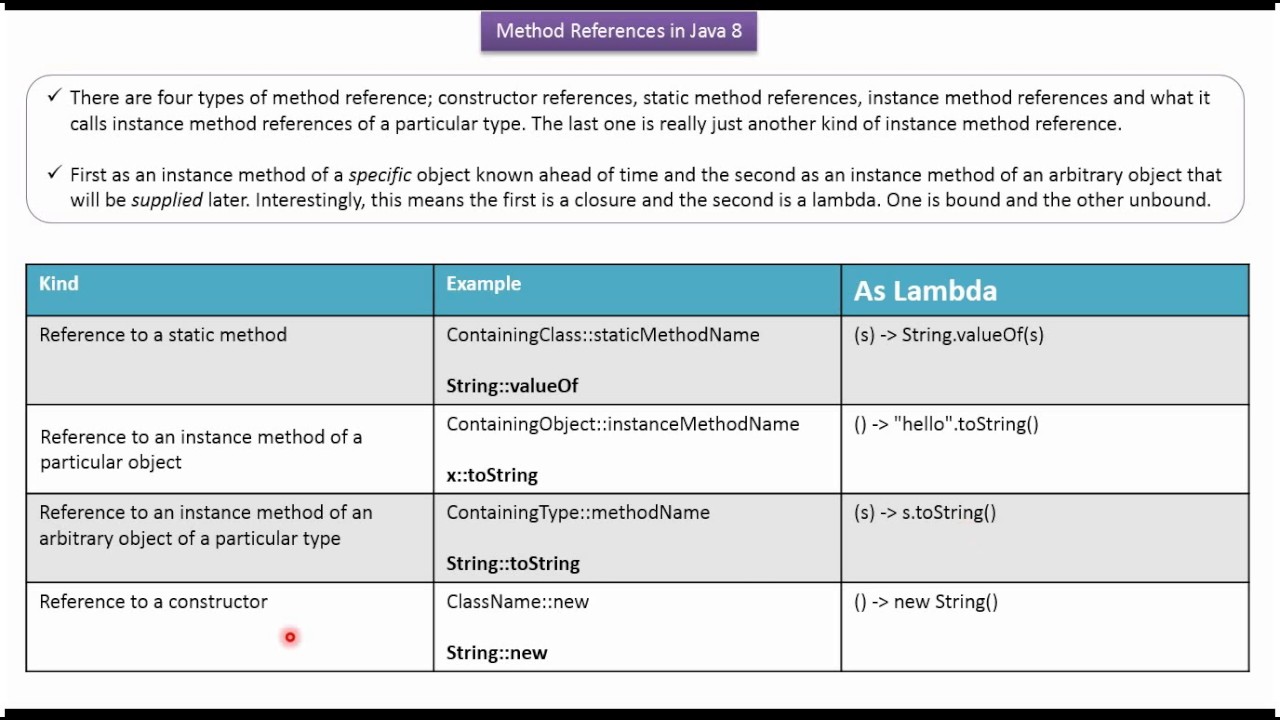 Method References in Java 8
✓ There are four types of method reference; constructor references, static method references, instance method references and what it
calls instance method references of a particular type. The last one is really just another kind of instance method reference.
✓ First as an instance method of a specific object known ahead of time and the second as an instance method of an arbitrary object that
will be supplied later. Interestingly, this means the first is a closure and the second is a lambda. One is bound and the other unbound.
Kind
Example
As Lambda
Reference to a static method
ContainingClass::staticMethodName
String::valueOf
(s) -> String.valueOf(s)
Reference to an instance method of a
particular object
ContainingObject::instanceMethodName
x::toString
() -> "hello".toString()
Reference to an instance method of an
arbitrary object of a particular type
ContainingType::methodName
String::toString
(s) -> s.toString()
Reference to a constructor
ClassName::new
String::new
() -> new String()